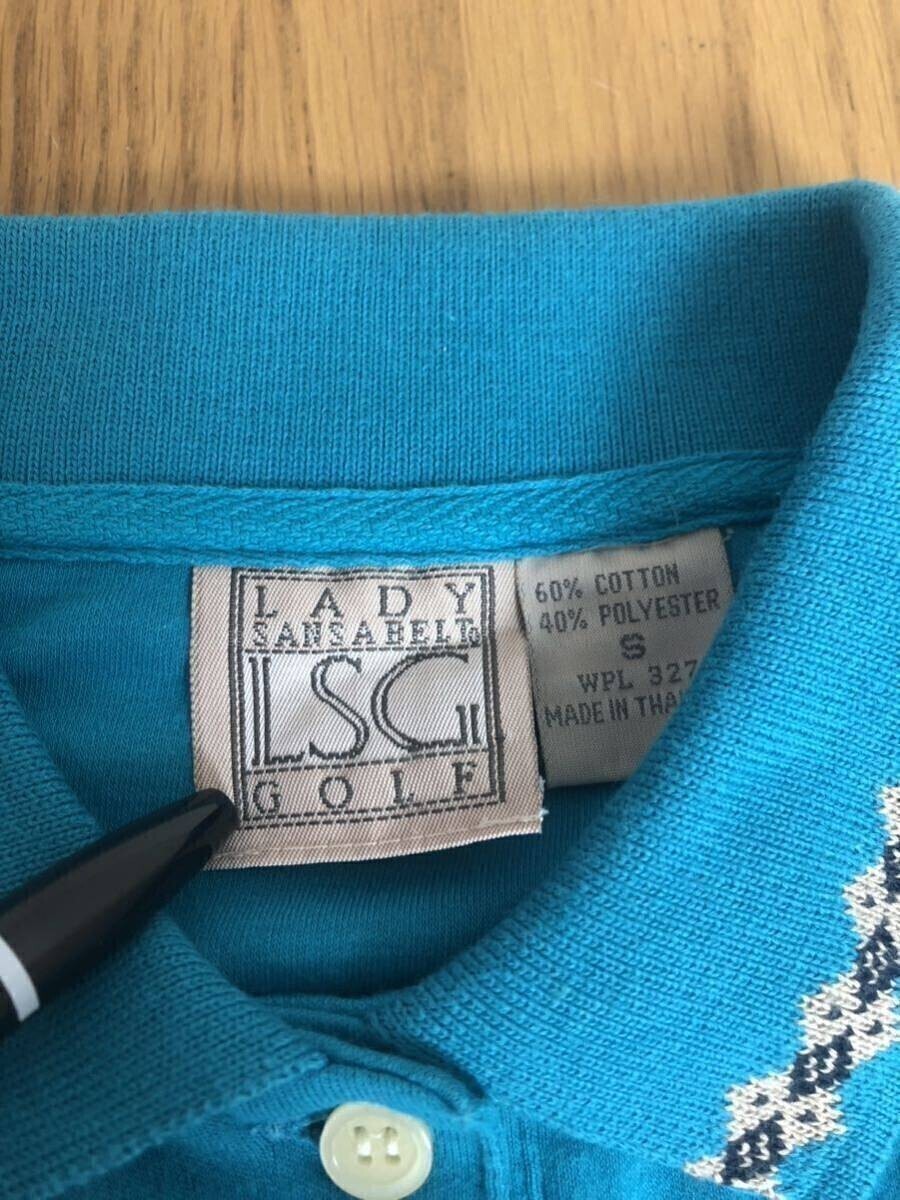 LADY
SANSABELT®
LSG
GOLF
60% COTTON
40% POLYESTER
S
WPL 327
MADE IN THA